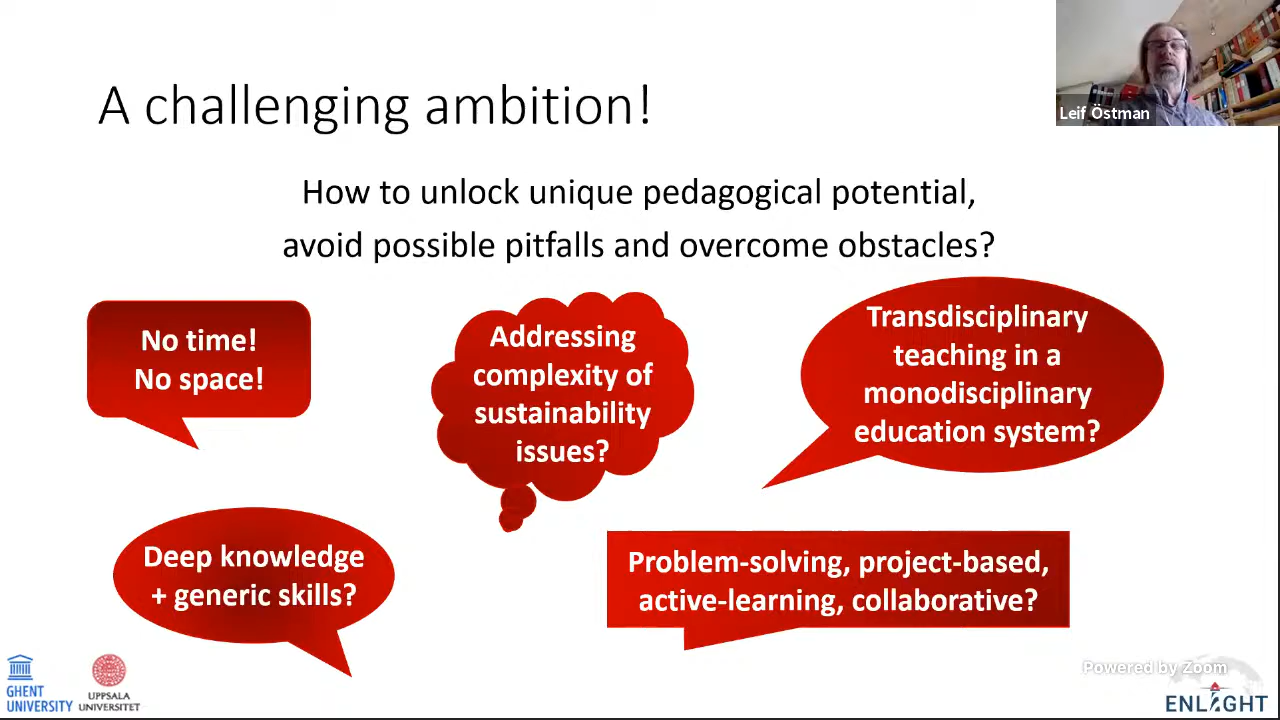 A challenging ambition!
Leif Östman
How to unlock unique pedagogical potential,
avoid possible pitfalls and overcome obstacles?
No time!
No space!
Addressing
complexity of
sustainability
issues?
Transdisciplinary
teaching in a
monodisciplinary
education system?
Deep knowledge
+ generic skills?
Problem-solving, project-based,
active-learning, collaborative?
GHENT
UNIVERSITY
UPPSALA
UNIVERSITET
Powered by Zoom
ENLIGHT